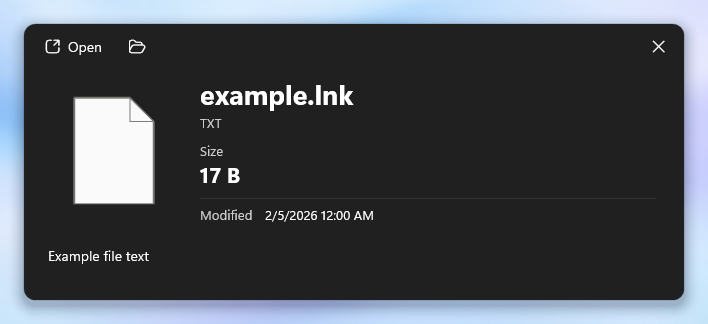 Open
example.lnk
TXT
Size
17 B
Modified 2/5/2026 12:00 AM
Example file text